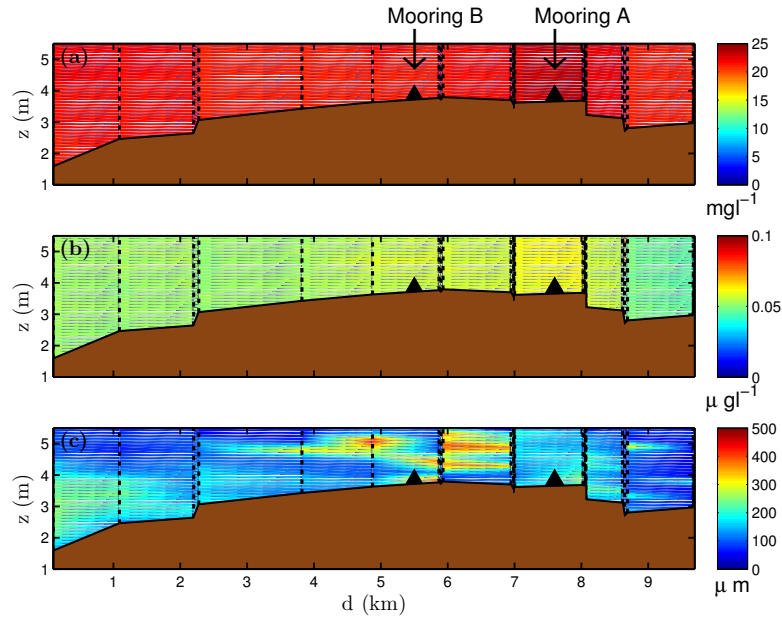 Mooring B Mooring A
(a)
z (m)
5
4
3
2
1
25
20
15
10
5
0
mgl⁻¹
(b)
z (m)
5
4
3
2
1
0.1
0.05
0
μ gl⁻¹
(c)
z (m)
5
4
3
2
1
500
400
300
200
100
0
μ m
1 2 3 4 5 6 7 8 9
d (km)